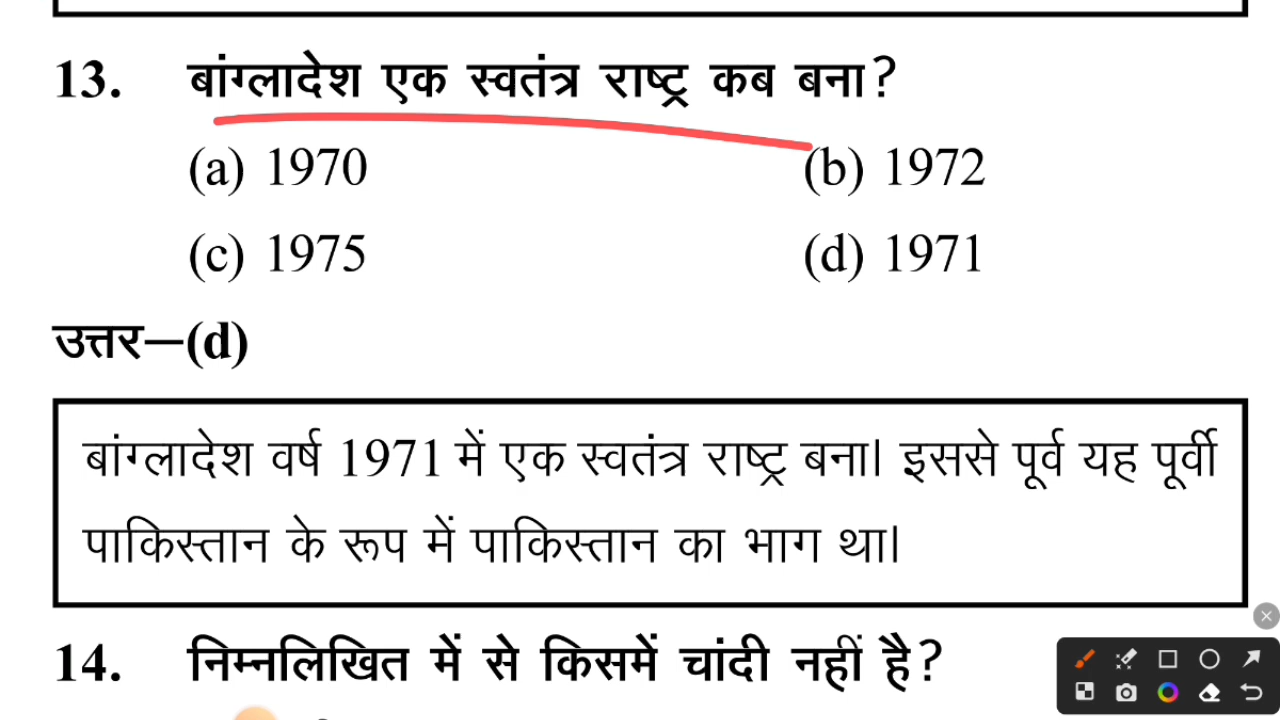 13. बांग्लादेश एक स्वतंत्र राष्ट्र कब बना?
(a) 1970 (b) 1972
(c) 1975 (d) 1971
उत्तर—(d)
बांग्लादेश वर्ष 1971 में एक स्वतंत्र राष्ट्र बना। इससे पूर्व यह पूर्वी
पाकिस्तान के रूप में पाकिस्तान का भाग था।
14. निम्नलिखित में से किसमें चांदी नहीं है?